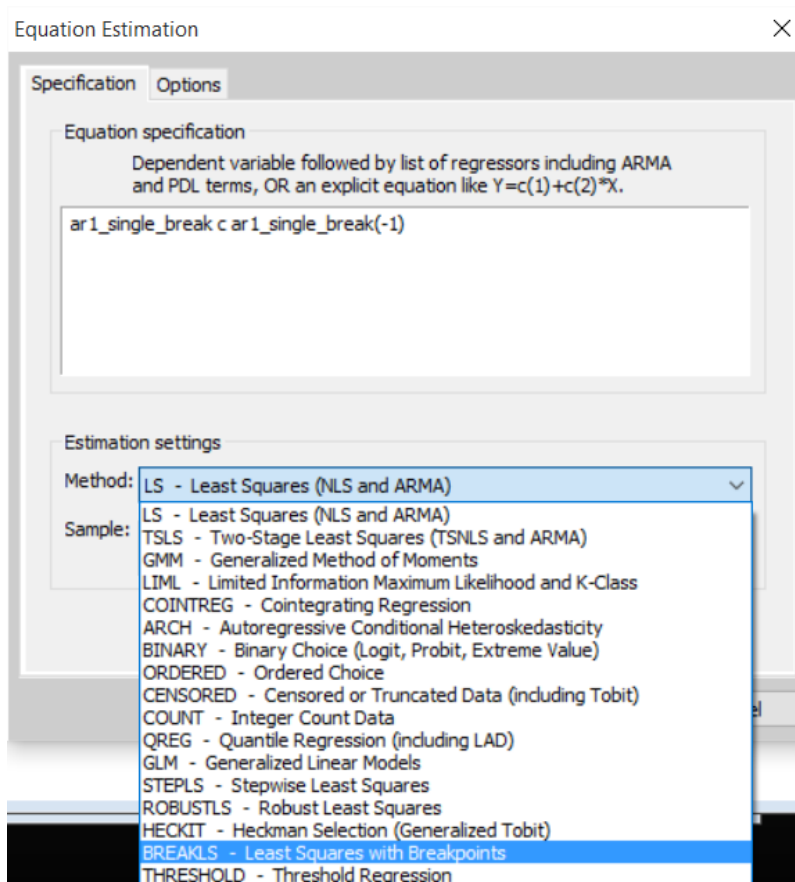 Equation Estimation
Specification
Options
Equation specification
Dependent variable followed by list of regressors including ARMA
and PDL terms, OR an explicit equation like Y=c(1)+c(2)*X.
ar1_single_break c ar1_single_break(-1)
Estimation settings
Method: LS - Least Squares (NLS and ARMA)
Sample:
LS - Least Squares (NLS and ARMA)
TSLS - Two-Stage Least Squares (TSNLS and ARMA)
GMM - Generalized Method of Moments
LIML - Limited Information Maximum Likelihood and K-Class
COINTREG - Cointegrating Regression
ARCH - Autoregressive Conditional Heteroskedasticity
BINARY - Binary Choice (Logit, Probit, Extreme Value)
ORDERED - Ordered Choice
CENSORED - Censored or Truncated Data (including Tobit)
COUNT - Integer Count Data
QREG - Quantile Regression (including LAD)
GLM - Generalized Linear Models
STEPLS - Stepwise Least Squares
ROBUSTLS - Robust Least Squares
HECKIT - Heckman Selection (Generalized Tobit)
BREAKLS - Least Squares with Breakpoints
THRESHOLD - Threshold Regression